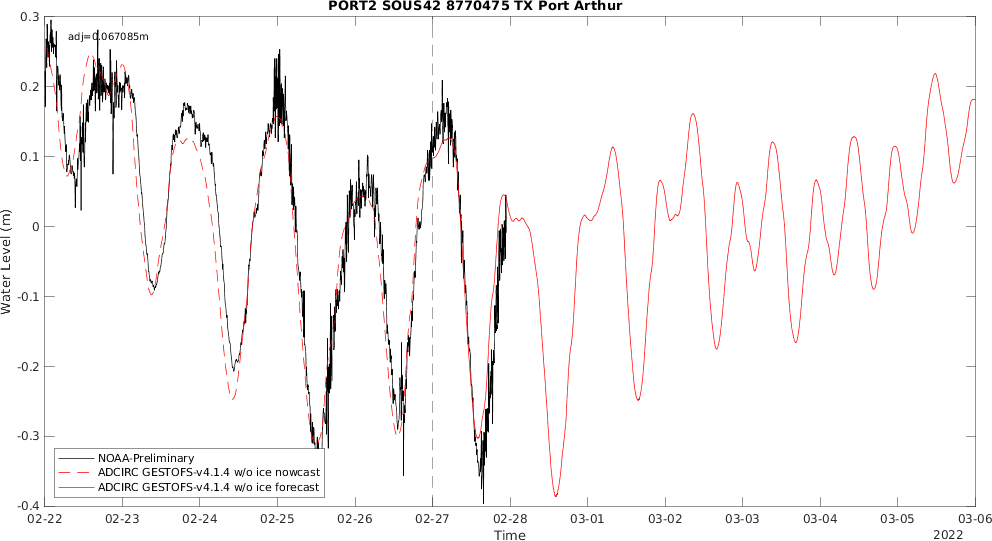 PORT2 SOUS42 8770475 TX Port Arthur
adj=0.067085m
0.3
0.2
0.1
0
-0.1
-0.2
-0.3
-0.4
Water Level (m)
NOAA-Preliminary
ADCIRC GESTOFS-v4.1.4 w/o ice nowcast
ADCIRC GESTOFS-v4.1.4 w/o ice forecast
02-22 02-23 02-24 02-25 02-26 02-27 02-28 03-01 03-02 03-03 03-04 03-05 03-06
Time
2022